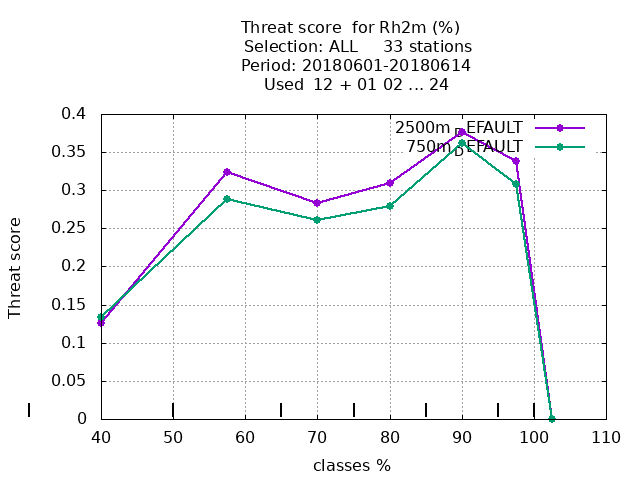 Threat score for Rh2m (%)
Selection: ALL 33 stations
Period: 20180601-20180614
Used 12 + 01 02 ... 24
2500m_DEFAULT
750m_DEFAULT
0.4
0.35
0.3
0.25
0.2
0.15
0.1
0.05
0
Threat score
40 50 60 70 80 90 100 110
classes %